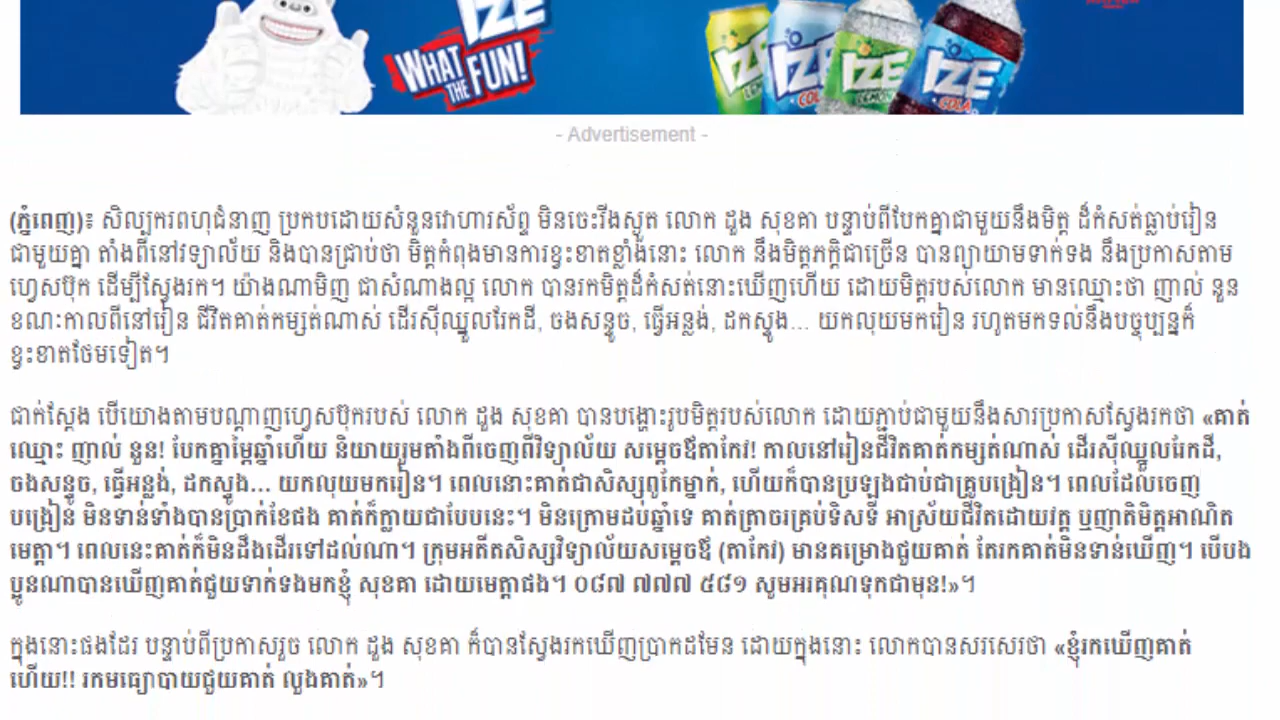 IZE
WHAT THE FUN!
IZE
IZE
IZE
IZE
COLA
- Advertisement -
(ភ្នំពេញ)៖ សិល្បករពហុជំនាញ ប្រកបដោយសំនួនវោហារស័ព្ទ មិនចេះរីងស្ងួត លោក ដួង សុខគា បន្ទាប់ពីបែកគ្នាជាមួយនឹងមិត្ត ដ៏កំសត់ធ្លាប់រៀន
ជាមួយគ្នា តាំងពីនៅវិទ្យាល័យ និងបានជ្រាប់ថា មិត្តកំពុងមានការខ្វះខាតខ្លាំងនោះ លោក នឹងមិត្តភក្តិជាច្រើន បានព្យាយាមទាក់ទង នឹងប្រកាសតាម
ហ្វេសប៊ុក ដើម្បីស្វែងរក។ យ៉ាងណាមិញ ជាសំណាងល្អ លោក បានរកមិត្តដ៏កំសត់នោះឃើញហើយ ដោយមិត្តរបស់លោក មានឈ្មោះថា ញាល់ នួន
ខណៈកាលពីនៅរៀន ជីវិតគាត់កម្សត់ណាស់ ដើរស៊ីឈ្នួលរែកដី, ចងសន្ទូច, ធ្វើអន្លង់, ដកស្ទូង... យកលុយមករៀន រហូតមកទល់នឹងបច្ចុប្បន្នក៏
ខ្វះខាតថែមទៀត។
ជាក់ស្ដែង បើយោងតាមបណ្ដាញហ្វេសប៊ុករបស់ លោក ដួង សុខគា បានបង្ហោះរូបមិត្តរបស់លោក ដោយភ្ជាប់ជាមួយនឹងសារប្រកាសស្វែងរកថា «គាត់
ឈ្មោះ ញាល់ នួន! បែកគ្នាម្ភៃឆ្នាំហើយ និយាយរួមតាំងពីចេញពីវិទ្យាល័យ សម្ដេចឪតាកែវ! កាលនៅរៀនជីវិតគាត់កម្សត់ណាស់ ដើរស៊ីឈ្នួលរែកដី,
ចងសន្ទូច, ធ្វើអន្លង់, ដកស្ទូង... យកលុយមករៀន។ ពេលនោះគាត់ជាសិស្សពូកែម្នាក់, ហើយក៏បានប្រឡងជាប់ជាគ្រូបង្រៀន។ ពេលដែលចេញ
បង្រៀន មិនទាន់ទាំងបានប្រាក់ខែផង គាត់ក៏ក្លាយជាបែបនេះ។ មិនក្រោមដប់ឆ្នាំទេ គាត់ត្រាច់រគ្រប់ទិសទី អាស្រ័យជីវិតដោយវត្ត ឬញាតិមិត្តអាណិត
មេត្តា។ ពេលនេះគាត់ក៏មិនដឹងដើរទៅដល់ណា។ ក្រុមអតីតសិស្សវិទ្យាល័យសម្ដេចឪ (តាកែវ) មានគម្រោងជួយគាត់ តែរកគាត់មិនទាន់ឃើញ។ បើបង
ប្អូនណាបានឃើញគាត់ជួយទាក់ទងមកខ្ញុំ សុខគា ដោយមេត្តាផង។ ០៨៧ ៧៧៧ ៥៨១ សូមអរគុណទុកជាមុន!»។
ក្នុងនោះផងដែរ បន្ទាប់ពីប្រកាសរួច លោក ដួង សុខគា ក៏បានស្វែងរកឃើញប្រាកដមែន ដោយក្នុងនោះ លោកបានសរសេរថា «ខ្ញុំរកឃើញគាត់
ហើយ!! រកមធ្យោបាយជួយគាត់ លួងគាត់»។